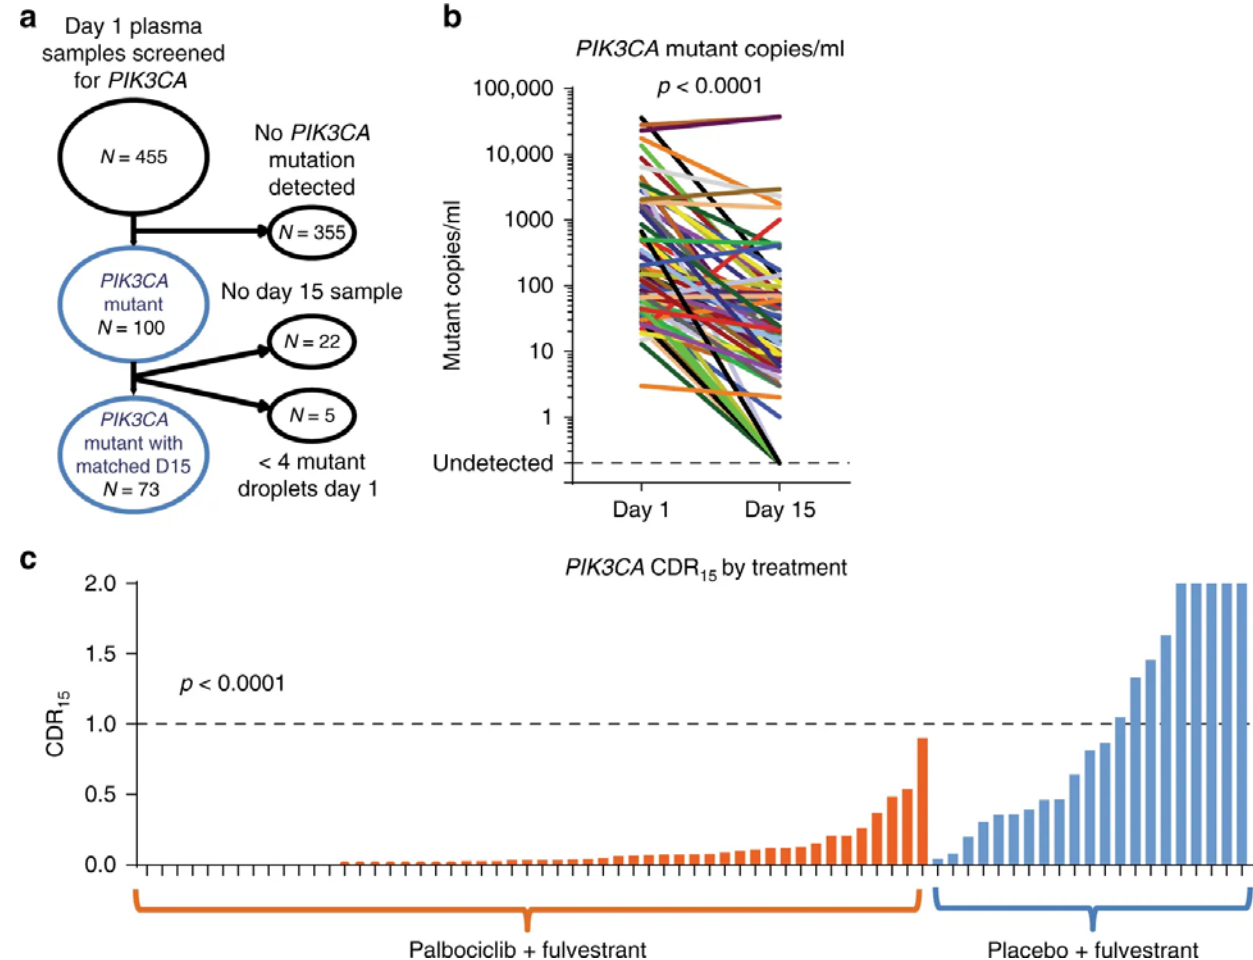 a
Day 1 plasma
samples screened
for PIK3CA
N = 455
No PIK3CA
mutation
detected
N = 355
PIK3CA
mutant
N = 100
No day 15 sample
N = 22
N = 5
< 4 mutant
droplets day 1
PIK3CA
mutant with
matched D15
N = 73
b
PIK3CA mutant copies/ml
p < 0.0001
Mutant copies/ml
100,000
10,000
1000
100
10
1
Undetected
Day 1
Day 15
c
PIK3CA CDR15 by treatment
p < 0.0001
CDR15
2.0
1.5
1.0
0.5
0.0
Palbociclib + fulvestrant
Placebo + fulvestrant